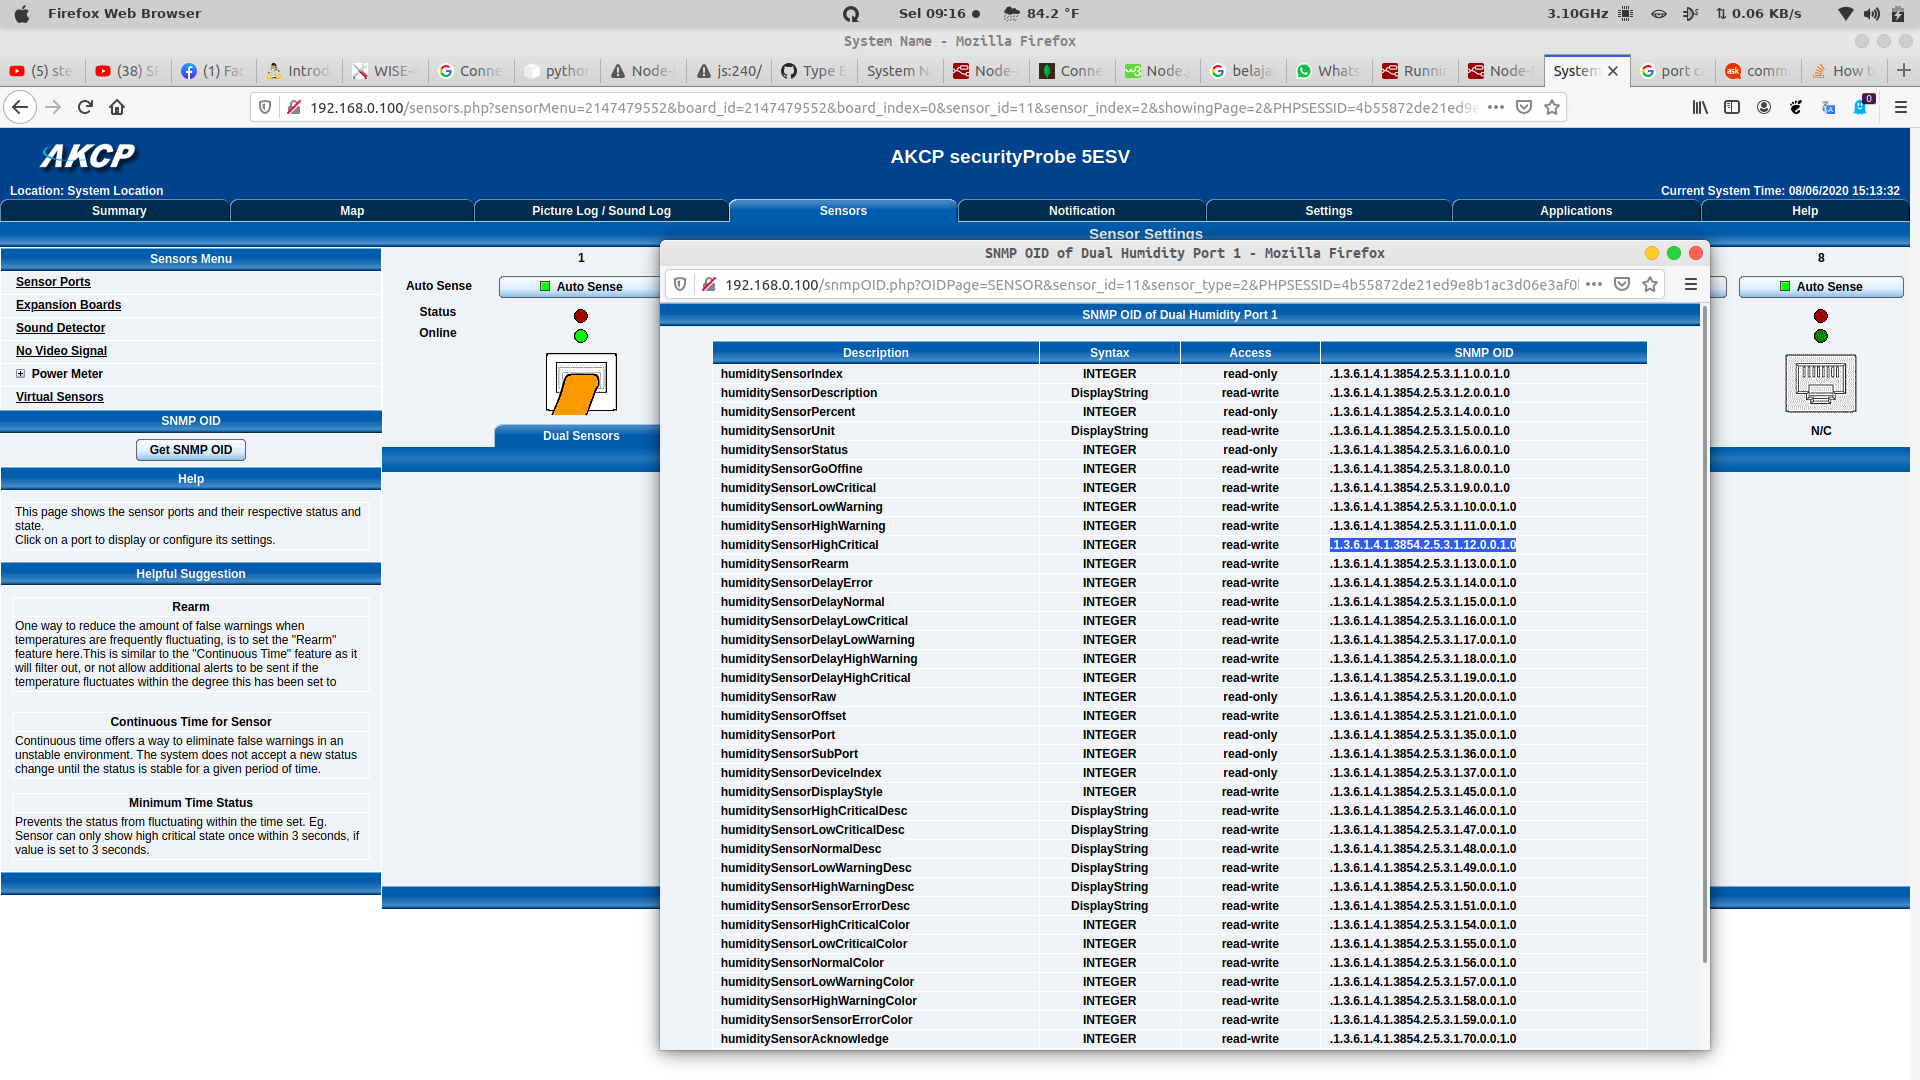 Firefox Web Browser
Sel 09:16
84.2 °F
3.10GHz
0.06 KB/s
System Name - Mozilla Firefox
(5) ste
(38) SF
(1) Fac
Introd
WISE-4
Conne
python
Node-
js:240/
Type E
System N
Node-
Conne
Node.j
belaja
Whats
Runnin
Node-
System
port ca
comm
How t
192.168.0.100/sensors.php?sensorMenu=2147479552&board_id=2147479552&board_index=0&sensor_id=11&sensor_index=2&showingPage=2&PHPSESSID=4b55872de21ed9e
0
AKCP
AKCP securityProbe 5ESV
Location: System Location
Current System Time: 08/06/2020 15:13:32
Summary
Map
Picture Log / Sound Log
Sensors
Notification
Settings
Applications
Help
Sensor Settings
Sensors Menu
Sensor Ports
Expansion Boards
Sound Detector
No Video Signal
Power Meter
Virtual Sensors
SNMP OID
Get SNMP OID
Help
This page shows the sensor ports and their respective status and
state.
Click on a port to display or configure its settings.
Helpful Suggestion
Rearm
One way to reduce the amount of false warnings when
temperatures are frequently fluctuating, is to set the "Rearm"
feature here.This is similar to the "Continuous Time" feature as it
will filter out, or not allow additional alerts to be sent if the
temperature fluctuates within the degree this has been set to
Continuous Time for Sensor
Continuous time offers a way to eliminate false warnings in an
unstable environment. The system does not accept a new status
change until the status is stable for a given period of time.
Minimum Time Status
Prevents the status from fluctuating within the time set. Eg.
Sensor can only show high critical state once within 3 seconds, if
value is set to 3 seconds.
1
Auto Sense
Auto Sense
Status
Online
Dual Sensors
8
Auto Sense
N/C
SNMP OID of Dual Humidity Port 1 - Mozilla Firefox
192.168.0.100/snmpOID.php?OIDPage=SENSOR&sensor_id=11&sensor_type=2&PHPSESSID=4b55872de21ed9e8b1ac3d06e3af0
SNMP OID of Dual Humidity Port 1
Description Syntax Access SNMP OID
humiditySensorIndex INTEGER read-only .1.3.6.1.4.1.3854.2.5.3.1.1.0.0.1.0
humiditySensorDescription DisplayString read-write .1.3.6.1.4.1.3854.2.5.3.1.2.0.0.1.0
humiditySensorPercent INTEGER read-only .1.3.6.1.4.1.3854.2.5.3.1.4.0.0.1.0
humiditySensorUnit DisplayString read-write .1.3.6.1.4.1.3854.2.5.3.1.5.0.0.1.0
humiditySensorStatus INTEGER read-only .1.3.6.1.4.1.3854.2.5.3.1.6.0.0.1.0
humiditySensorGoOffine INTEGER read-write .1.3.6.1.4.1.3854.2.5.3.1.8.0.0.1.0
humiditySensorLowCritical INTEGER read-write .1.3.6.1.4.1.3854.2.5.3.1.9.0.0.1.0
humiditySensorLowWarning INTEGER read-write .1.3.6.1.4.1.3854.2.5.3.1.10.0.0.1.0
humiditySensorHighWarning INTEGER read-write .1.3.6.1.4.1.3854.2.5.3.1.11.0.0.1.0
humiditySensorHighCritical INTEGER read-write .1.3.6.1.4.1.3854.2.5.3.1.12.0.0.1.0
humiditySensorRearm INTEGER read-write .1.3.6.1.4.1.3854.2.5.3.1.13.0.0.1.0
humiditySensorDelayError INTEGER read-write .1.3.6.1.4.1.3854.2.5.3.1.14.0.0.1.0
humiditySensorDelayNormal INTEGER read-write .1.3.6.1.4.1.3854.2.5.3.1.15.0.0.1.0
humiditySensorDelayLowCritical INTEGER read-write .1.3.6.1.4.1.3854.2.5.3.1.16.0.0.1.0
humiditySensorDelayLowWarning INTEGER read-write .1.3.6.1.4.1.3854.2.5.3.1.17.0.0.1.0
humiditySensorDelayHighWarning INTEGER read-write .1.3.6.1.4.1.3854.2.5.3.1.18.0.0.1.0
humiditySensorDelayHighCritical INTEGER read-write .1.3.6.1.4.1.3854.2.5.3.1.19.0.0.1.0
humiditySensorRaw INTEGER read-only .1.3.6.1.4.1.3854.2.5.3.1.20.0.0.1.0
humiditySensorOffset INTEGER read-write .1.3.6.1.4.1.3854.2.5.3.1.21.0.0.1.0
humiditySensorPort INTEGER read-only .1.3.6.1.4.1.3854.2.5.3.1.35.0.0.1.0
humiditySensorSubPort INTEGER read-only .1.3.6.1.4.1.3854.2.5.3.1.36.0.0.1.0
humiditySensorDeviceIndex INTEGER read-only .1.3.6.1.4.1.3854.2.5.3.1.37.0.0.1.0
humiditySensorDisplayStyle INTEGER read-write .1.3.6.1.4.1.3854.2.5.3.1.45.0.0.1.0
humiditySensorHighCriticalDesc DisplayString read-write .1.3.6.1.4.1.3854.2.5.3.1.46.0.0.1.0
humiditySensorLowCriticalDesc DisplayString read-write .1.3.6.1.4.1.3854.2.5.3.1.47.0.0.1.0
humiditySensorNormalDesc DisplayString read-write .1.3.6.1.4.1.3854.2.5.3.1.48.0.0.1.0
humiditySensorLowWarningDesc DisplayString read-write .1.3.6.1.4.1.3854.2.5.3.1.49.0.0.1.0
humiditySensorHighWarningDesc DisplayString read-write .1.3.6.1.4.1.3854.2.5.3.1.50.0.0.1.0
humiditySensorSensorErrorDesc DisplayString read-write .1.3.6.1.4.1.3854.2.5.3.1.51.0.0.1.0
humiditySensorHighCriticalColor INTEGER read-write .1.3.6.1.4.1.3854.2.5.3.1.54.0.0.1.0
humiditySensorLowCriticalColor INTEGER read-write .1.3.6.1.4.1.3854.2.5.3.1.55.0.0.1.0
humiditySensorNormalColor INTEGER read-write .1.3.6.1.4.1.3854.2.5.3.1.56.0.0.1.0
humiditySensorLowWarningColor INTEGER read-write .1.3.6.1.4.1.3854.2.5.3.1.57.0.0.1.0
humiditySensorHighWarningColor INTEGER read-write .1.3.6.1.4.1.3854.2.5.3.1.58.0.0.1.0
humiditySensorSensorErrorColor INTEGER read-write .1.3.6.1.4.1.3854.2.5.3.1.59.0.0.1.0
humiditySensorAcknowledge INTEGER read-write .1.3.6.1.4.1.3854.2.5.3.1.70.0.0.1.0